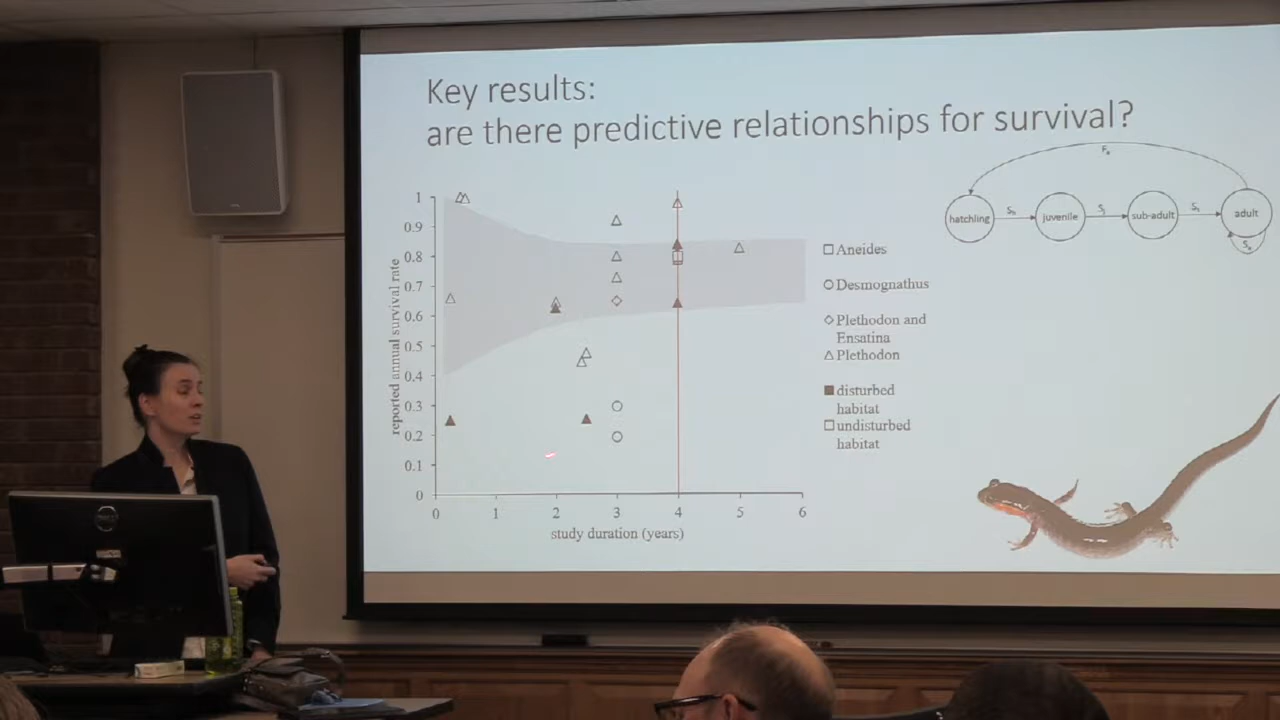 Key results:
are there predictive relationships for survival?
F
hatchling
S
juvenile
S
sub-adult
S
adult
S
reported annual survival rate
1
0.9
0.8
0.7
0.6
0.5
0.4
0.3
0.2
0.1
0
0
1
2
3
4
5
6
study duration (years)
Aneides
Desmognathus
Plethodon and
Ensatina
Plethodon
disturbed
habitat
undisturbed
habitat
DELL